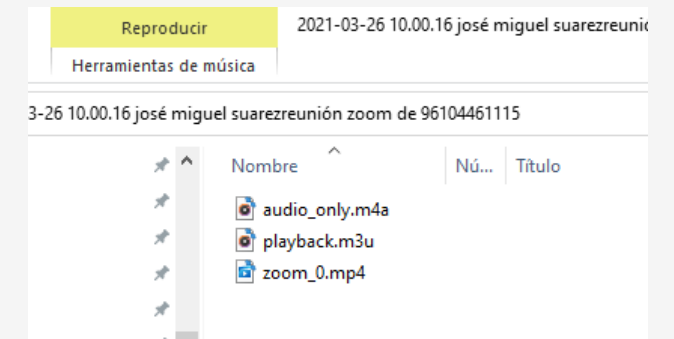 Reproducir
2021-03-26 10.00.16 josé miguel suarezreunió
Herramientas de música
3-26 10.00.16 josé miguel suarezreunión zoom de 96104461115
Nombre
Nú...
Título
audio_only.m4a
playback.m3u
zoom_0.mp4